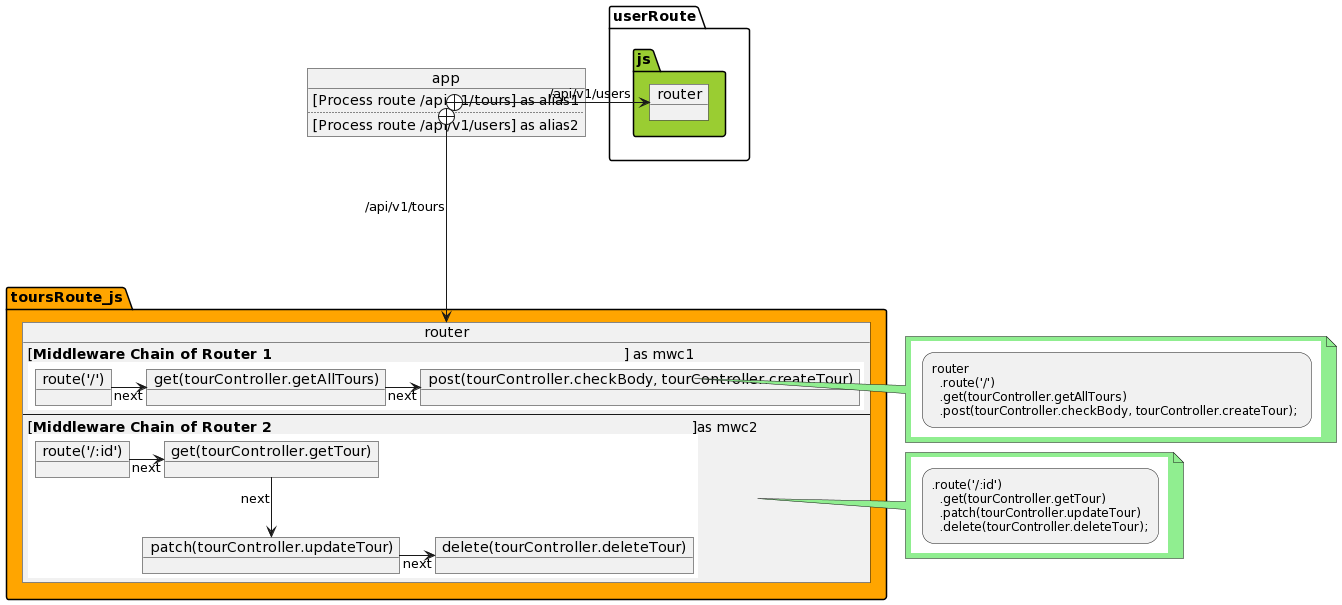 userRoute
js
router
app
[Process route /api/v1/tours] as alias1
/api/v1/users
[Process route /api/v1/users] as alias2
/api/v1/tours
toursRoute_js
router
[Middleware Chain of Router 1 ] as mwc1
route('/')
next
get(tourController.getAllTours)
next
post(tourController.checkBody, tourController.createTour)
router
.route('/')
.get(tourController.getAllTours)
.post(tourController.checkBody, tourController.createTour);
[Middleware Chain of Router 2 ]as mwc2
route('/:id')
next
get(tourController.getTour)
next
patch(tourController.updateTour)
next
delete(tourController.deleteTour)
.route('/:id')
.get(tourController.getTour)
.patch(tourController.updateTour)
.delete(tourController.deleteTour);